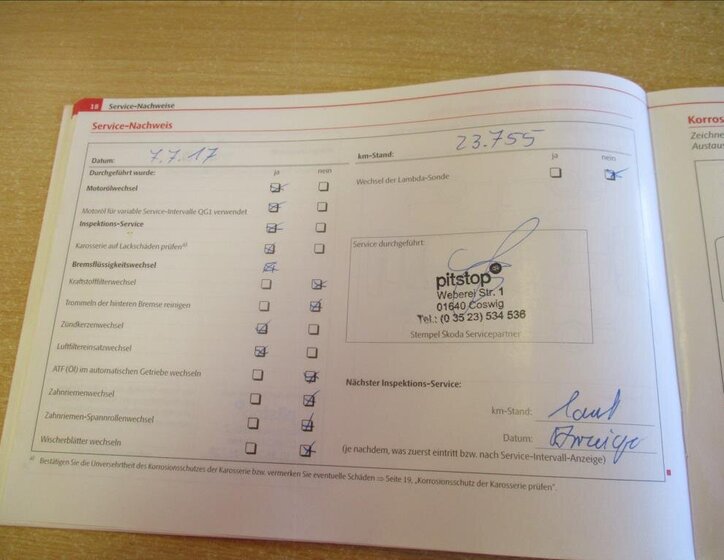 18 Service-Nachweise
Service-Nachweis
Datum: 7.7.17
km-Stand: 23.755
Durchgeführt wurde: ja nein
ja nein
Motorölwechsel
Wechsel der Lambda-Sonde
Motoröl für variable Service-Intervalle QG1 verwendet
Inspektions-Service
Karosserie auf Lackschäden prüfen a)
Bremsflüssigkeitswechsel
Kraftstofffilterwechsel
Trommeln der hinteren Bremse reinigen
Zündkerzenwechsel
Luftfiltereinsatzwechsel
ATF (Öl) im automatischen Getriebe wechseln
Zahnriemenwechsel
Zahnriemen-Spannrollenwechsel
Wischerblätter wechseln
Service durchgeführt:
pitstop.de
Weberei Str. 1
01640 Coswig
Tel.: (0 35 23) 534 536
Stempel Skoda Servicepartner
Nächster Inspektions-Service:
km-Stand: laut
Datum: Anzeige
(je nachdem, was zuerst eintritt bzw. nach Service-Intervall-Anzeige)
a) Bestätigen Sie die Unversehrtheit des Korrosionsschutzes der Karosserie bzw. vermerken Sie eventuelle Schäden ⇒ Seite 19, „Korrosionsschutz der Karosserie prüfen".
Korros
Zeichne
Austau